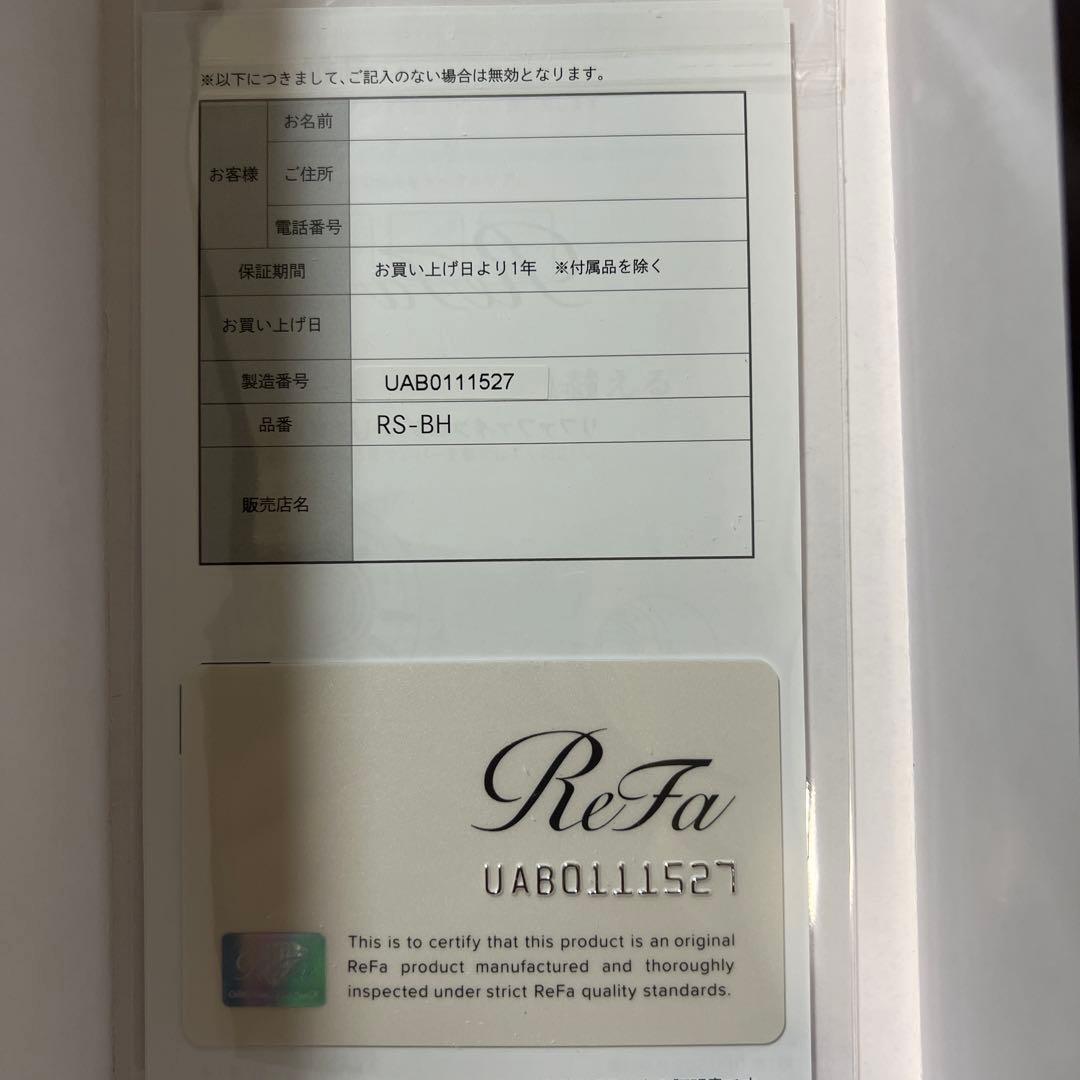 ※以下につきまして、ご記入のない場合は無効となります。
お客様
お名前
ご住所
電話番号
保証期間 お買い上げ日より1年 ※付属品を除く
お買い上げ日
製造番号 UAB0111527
品番 RS-BH
販売店名
ReFa
UAB0111527
This is to certify that this product is an original
ReFa product manufactured and thoroughly
inspected under strict ReFa quality standards.